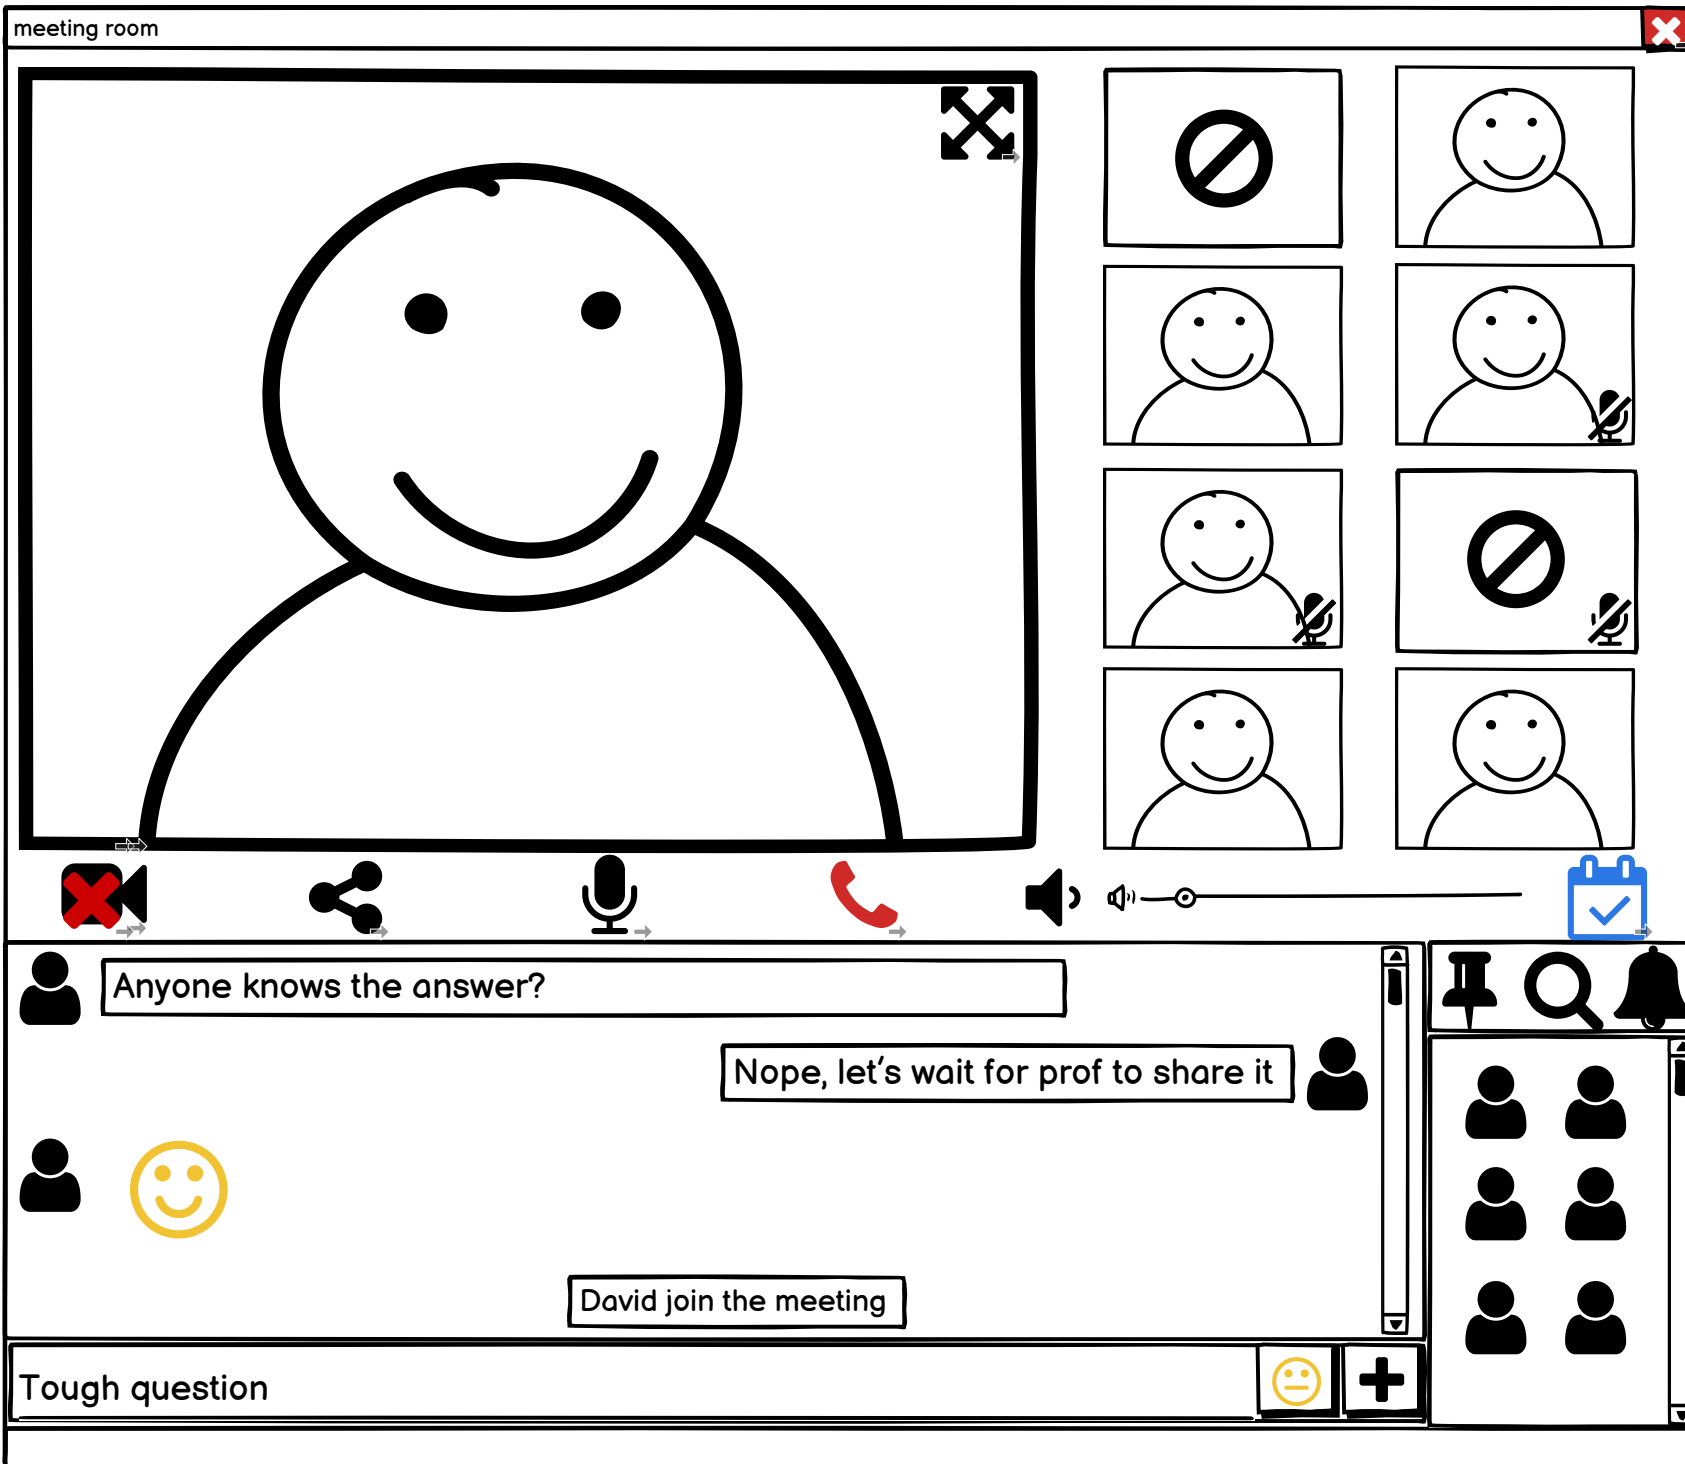 meeting room
Anyone knows the answer?
Nope, let's wait for prof to share it
David join the meeting
Tough question